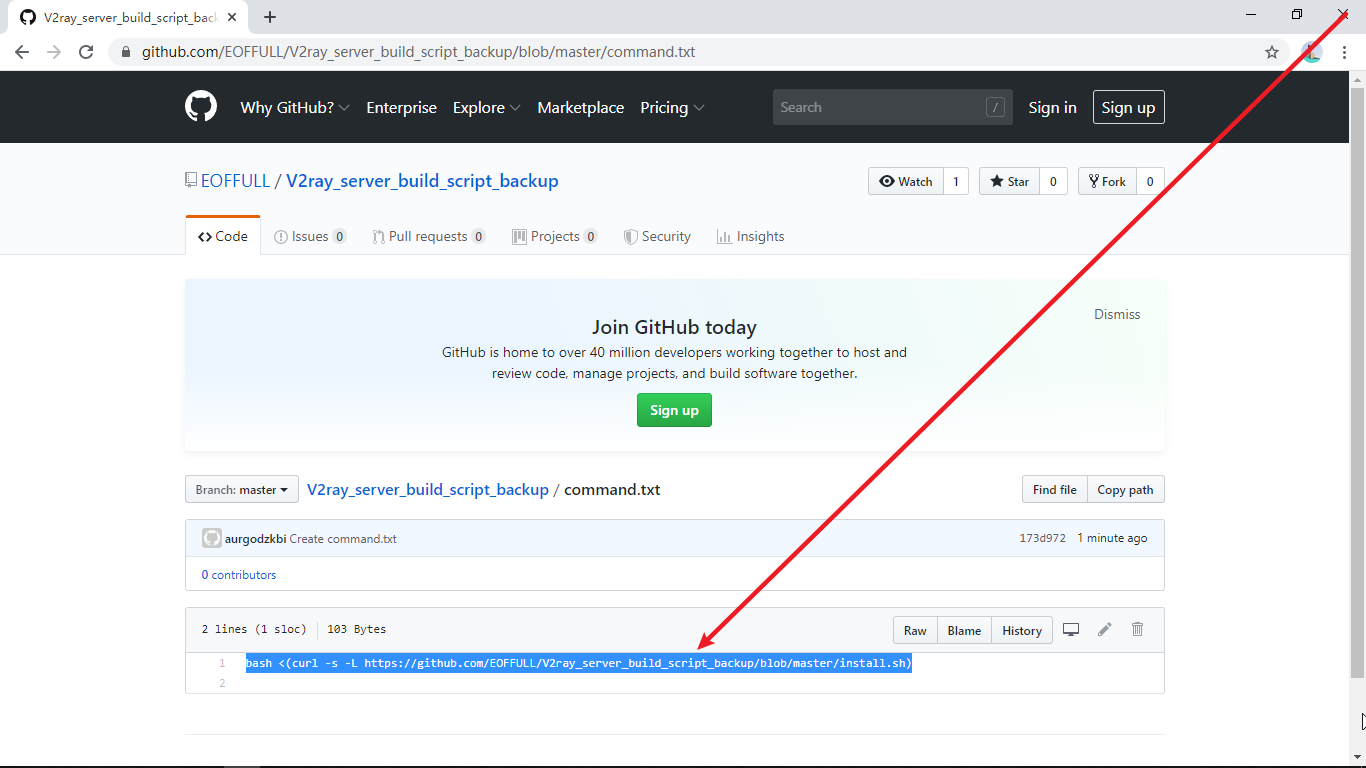 V2ray_server_build_script_back
github.com/EOFFULL/V2ray_server_build_script_backup/blob/master/command.txt
Why GitHub? Enterprise Explore Marketplace Pricing Search / Sign in Sign up
EOFFULL / V2ray_server_build_script_backup Watch 1 Star 0 Fork 0
Code Issues 0 Pull requests 0 Projects 0 Security Insights
Dismiss
Join GitHub today
GitHub is home to over 40 million developers working together to host and
review code, manage projects, and build software together.
Sign up
Branch: master V2ray_server_build_script_backup / command.txt Find file Copy path
aurgodzkbi Create command.txt 173d972 1 minute ago
0 contributors
2 lines (1 sloc) 103 Bytes Raw Blame History
1 bash <(curl -s -L https://github.com/EOFFULL/V2ray_server_build_script_backup/blob/master/install.sh)
2